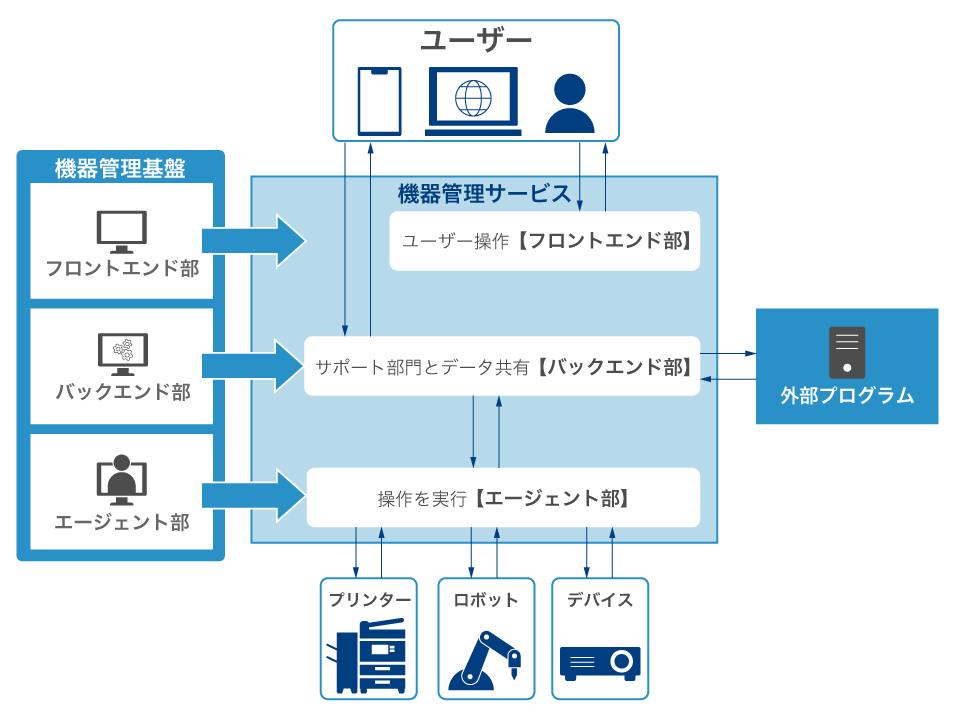 ユーザー
機器管理基盤
フロントエンド部
バックエンド部
エージェント部
機器管理サービス
ユーザー操作【フロントエンド部】
サポート部門とデータ共有【バックエンド部】
操作を実行【エージェント部】
外部プログラム
プリンター
ロボット
デバイス